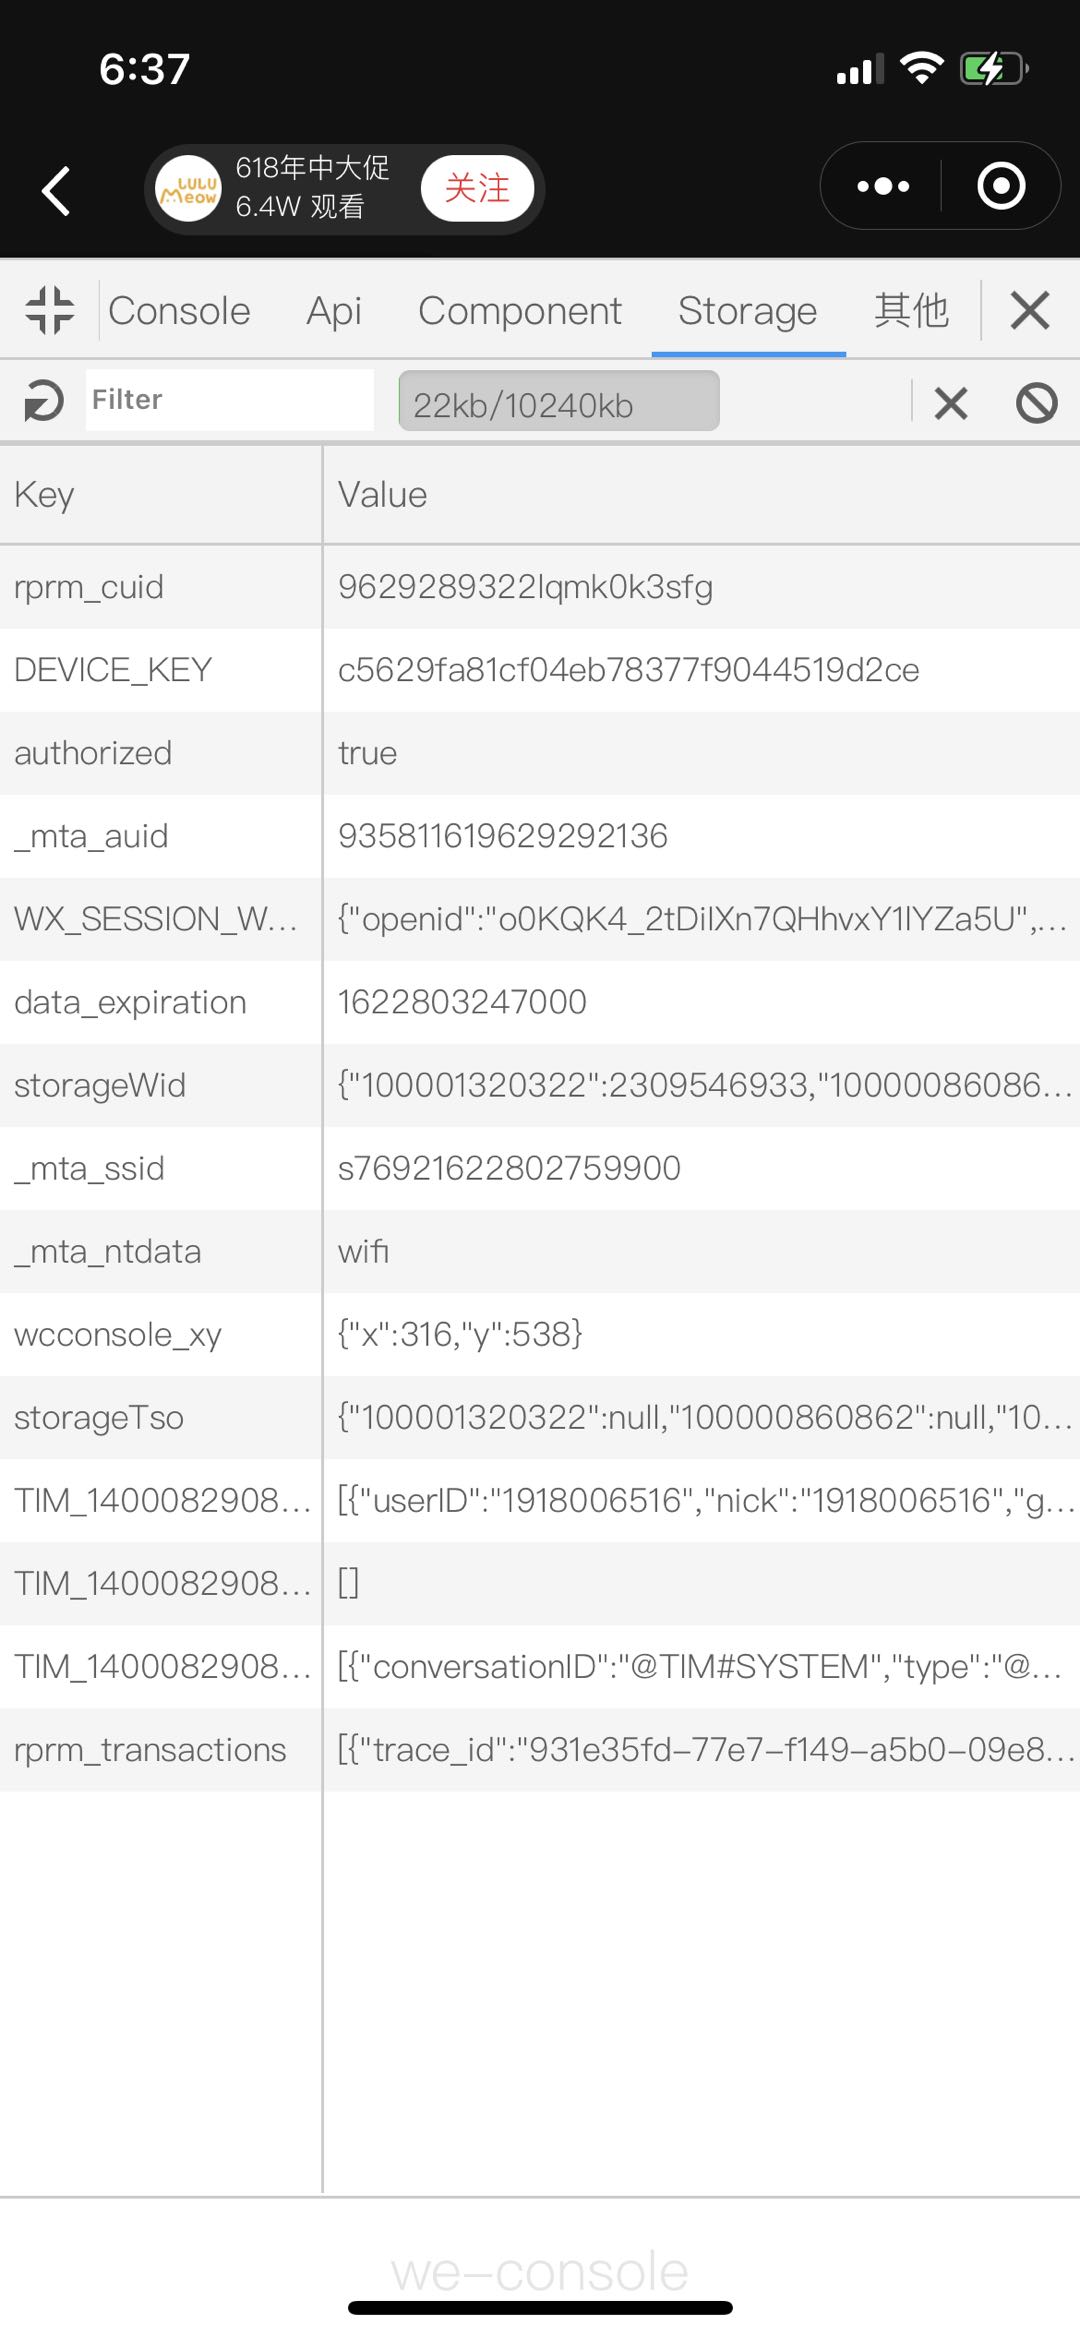 6:37
LULU
Meow
618年中大促
6.4W 观看
关注
Console Api Component Storage 其他
Filter 22kb/10240kb
Key Value
rprm_cuid 9629289322lqmk0k3sfg
DEVICE_KEY c5629fa81cf04eb78377f9044519d2ce
authorized true
_mta_auid 935811619629292136
WX_SESSION_W... {"openid":"o0KQK4_2tDilXn7QHhvxY1lYZa5U",...
data_expiration 1622803247000
storageWid {"100001320322":2309546933,"10000086086...
_mta_ssid s76921622802759900
_mta_ntdata wifi
wcconsole_xy {"x":316,"y":538}
storageTso {"100001320322":null,"100000860862":null,"10...
TIM_1400082908... [{"userID":"1918006516","nick":"1918006516","g...
TIM_1400082908... []
TIM_1400082908... [{"conversationID":"@TIM#SYSTEM","type":"@...
rprm_transactions [{"trace_id":"931e35fd-77e7-f149-a5b0-09e8...
we-console